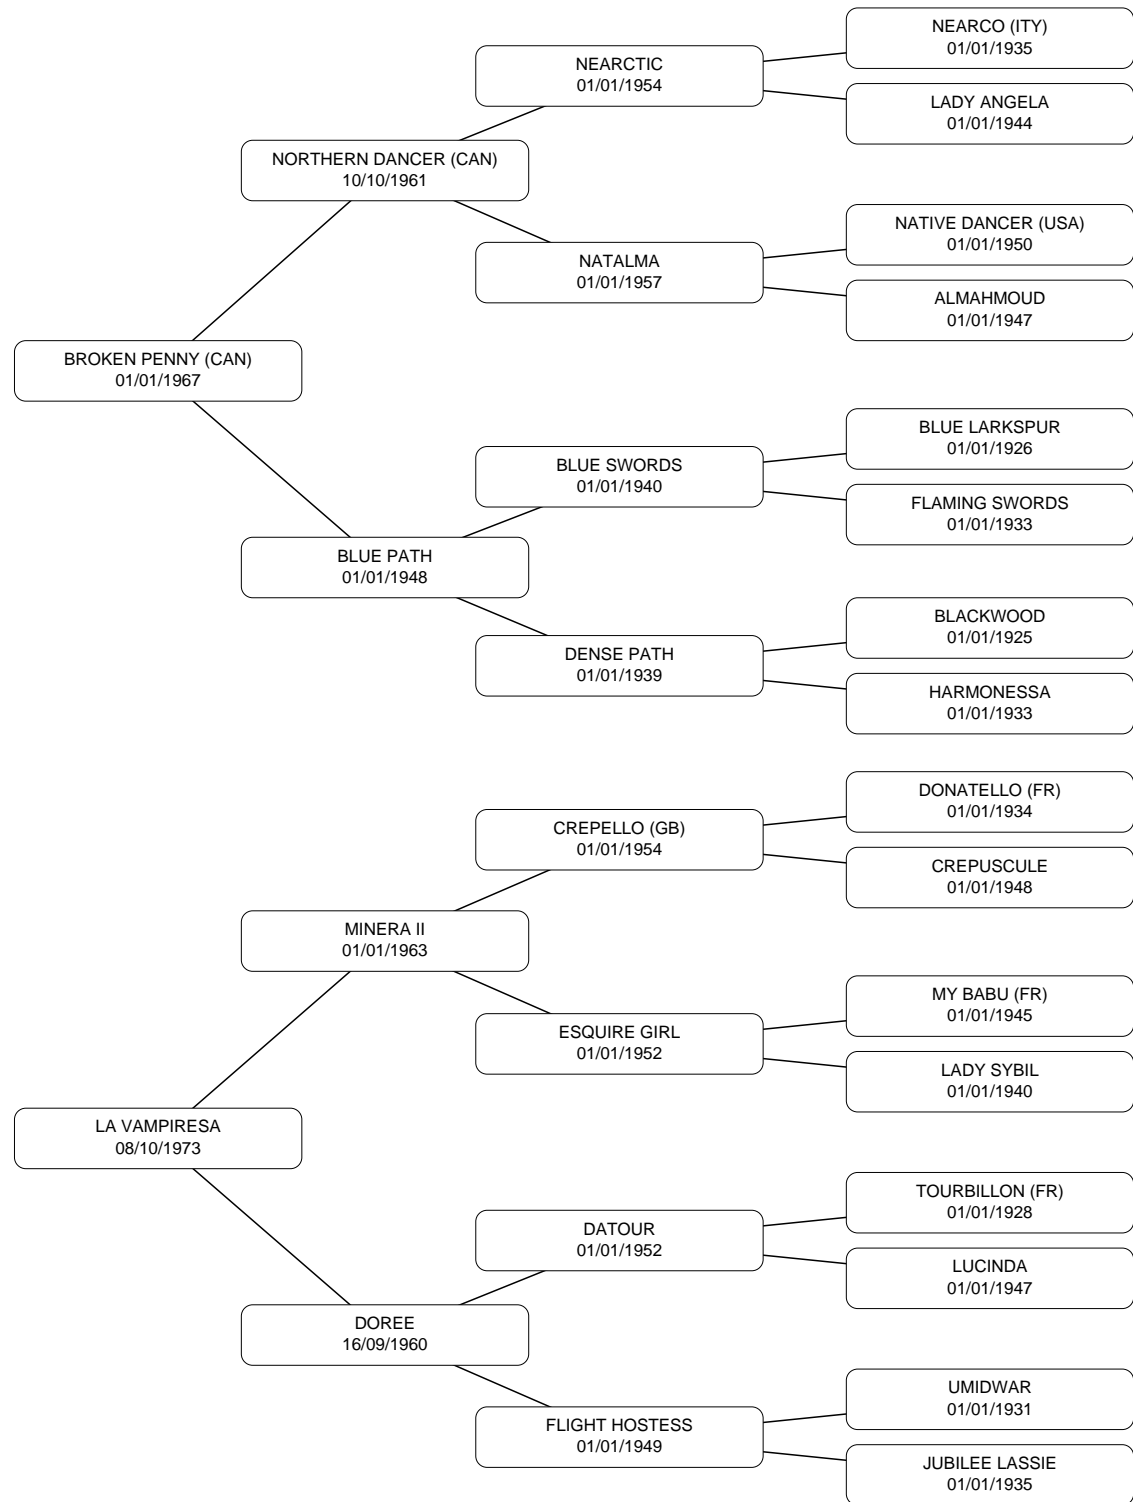 NEARCO (ITY)
01/01/1935
NEARCTIC
01/01/1954
LADY ANGELA
01/01/1944
NORTHERN DANCER (CAN)
10/10/1961
NATIVE DANCER (USA)
01/01/1950
NATALMA
01/01/1957
ALMAHMOUD
01/01/1947
BROKEN PENNY (CAN)
01/01/1967
BLUE LARKSPUR
01/01/1926
BLUE SWORDS
01/01/1940
FLAMING SWORDS
01/01/1933
BLUE PATH
01/01/1948
BLACKWOOD
01/01/1925
DENSE PATH
01/01/1939
HARMONESSA
01/01/1933
DONATELLO (FR)
01/01/1934
CREPELLO (GB)
01/01/1954
CREPUSCULE
01/01/1948
MINERA II
01/01/1963
MY BABU (FR)
01/01/1945
ESQUIRE GIRL
01/01/1952
LADY SYBIL
01/01/1940
LA VAMPIRESA
08/10/1973
TOURBILLON (FR)
01/01/1928
DATOUR
01/01/1952
LUCINDA
01/01/1947
DOREE
16/09/1960
UMIDWAR
01/01/1931
FLIGHT HOSTESS
01/01/1949
JUBILEE LASSIE
01/01/1935